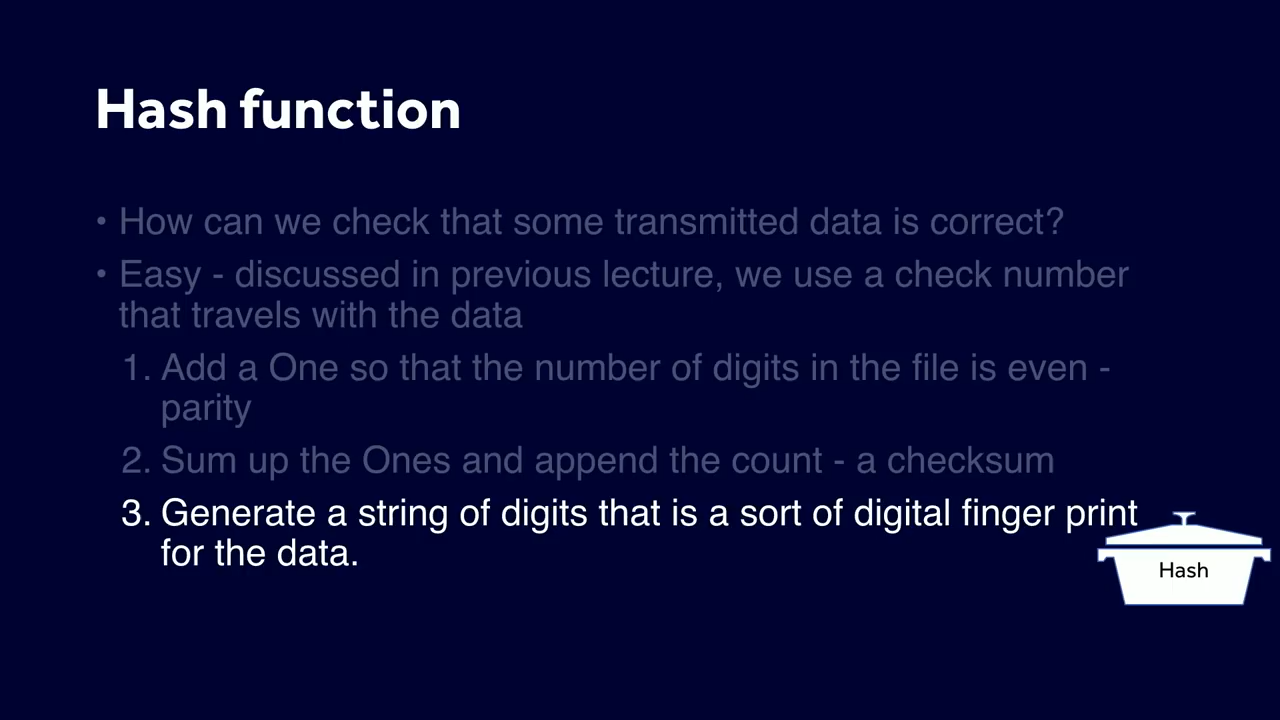 Hash function
• How can we check that some transmitted data is correct?
• Easy - discussed in previous lecture, we use a check number
that travels with the data
1. Add a One so that the number of digits in the file is even -
parity
2. Sum up the Ones and append the count - a checksum
3. Generate a string of digits that is a sort of digital finger print
for the data.
Hash